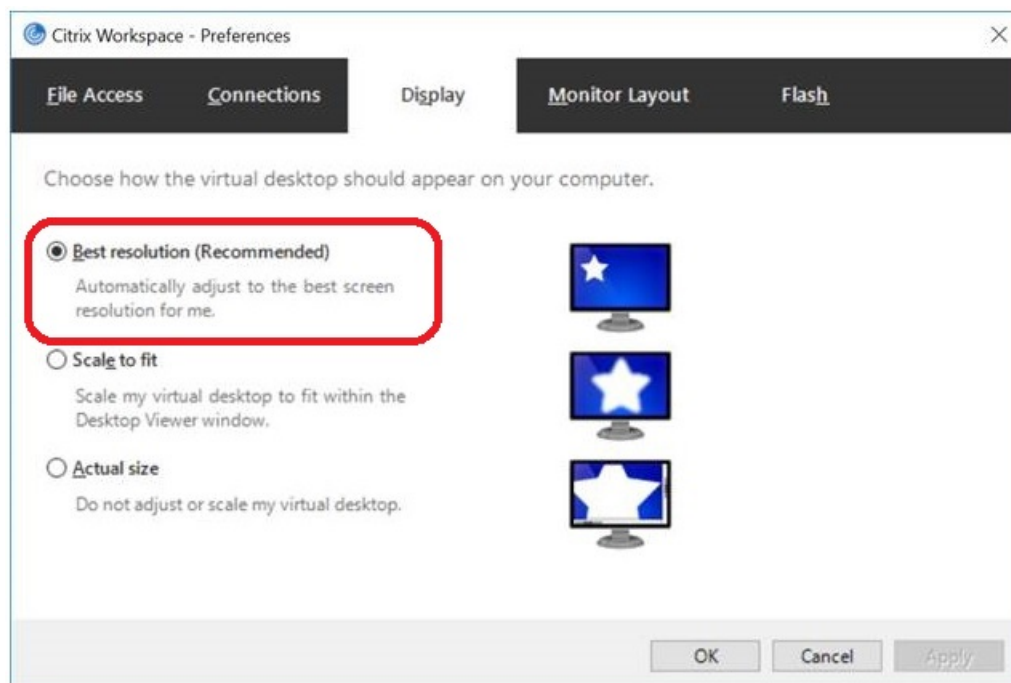 Citrix Workspace - Preferences
File Access Connections Display Monitor Layout Flash
Choose how the virtual desktop should appear on your computer.
Best resolution (Recommended)
Automatically adjust to the best screen
resolution for me.
Scale to fit
Scale my virtual desktop to fit within the
Desktop Viewer window.
Actual size
Do not adjust or scale my virtual desktop.
OK Cancel Apply